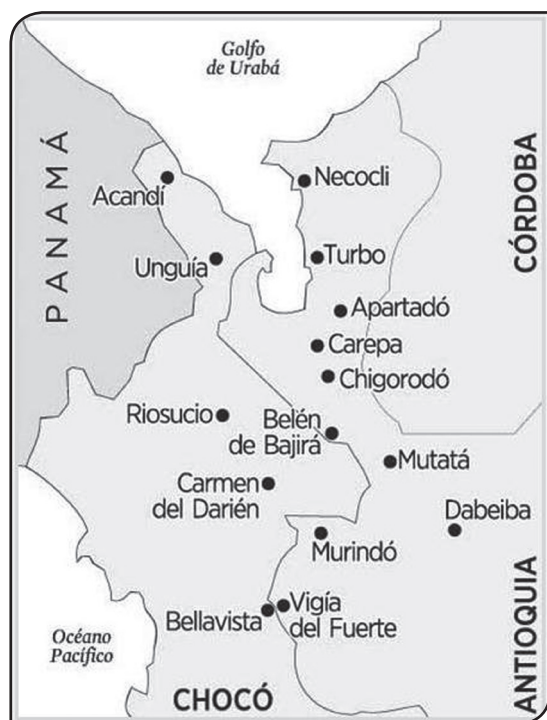 Golfo
de Urabá
PANAMÁ
CÓRDOBA
Acandí
Necocli
Unguía
Turbo
Apartadó
Carepa
Chigorodó
Riosucio
Belén
de Bajirá
Mutatá
Carmen
del Darién
Dabeiba
Murindó
Bellavista
Vigía
del Fuerte
Océano
Pacífico
CHOCÓ
ANTIOQUIA